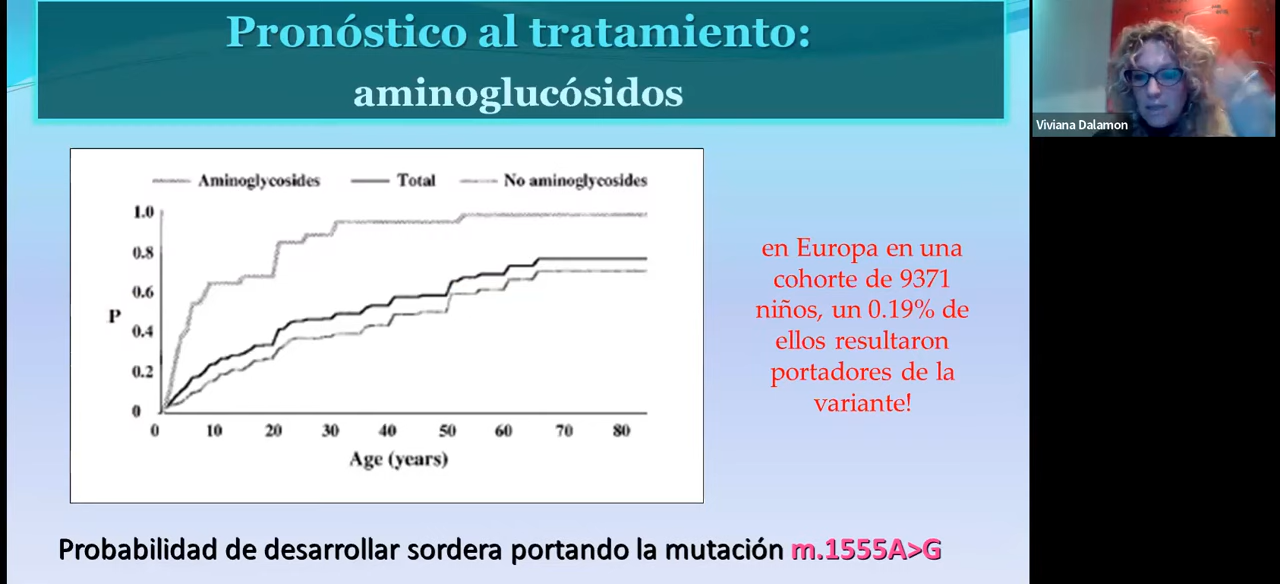 Pronóstico al tratamiento:
aminoglucósidos
Viviana Dalamon
Aminoglycosides Total No aminoglycosides
1.0
0.8
0.6
P
0.4
0.2
0
0 10 20 30 40 50 60 70 80
Age (years)
en Europa en una
cohorte de 9371
niños, un 0.19% de
ellos resultaron
portadores de la
variante!
Probabilidad de desarrollar sordera portando la mutación m.1555A>G